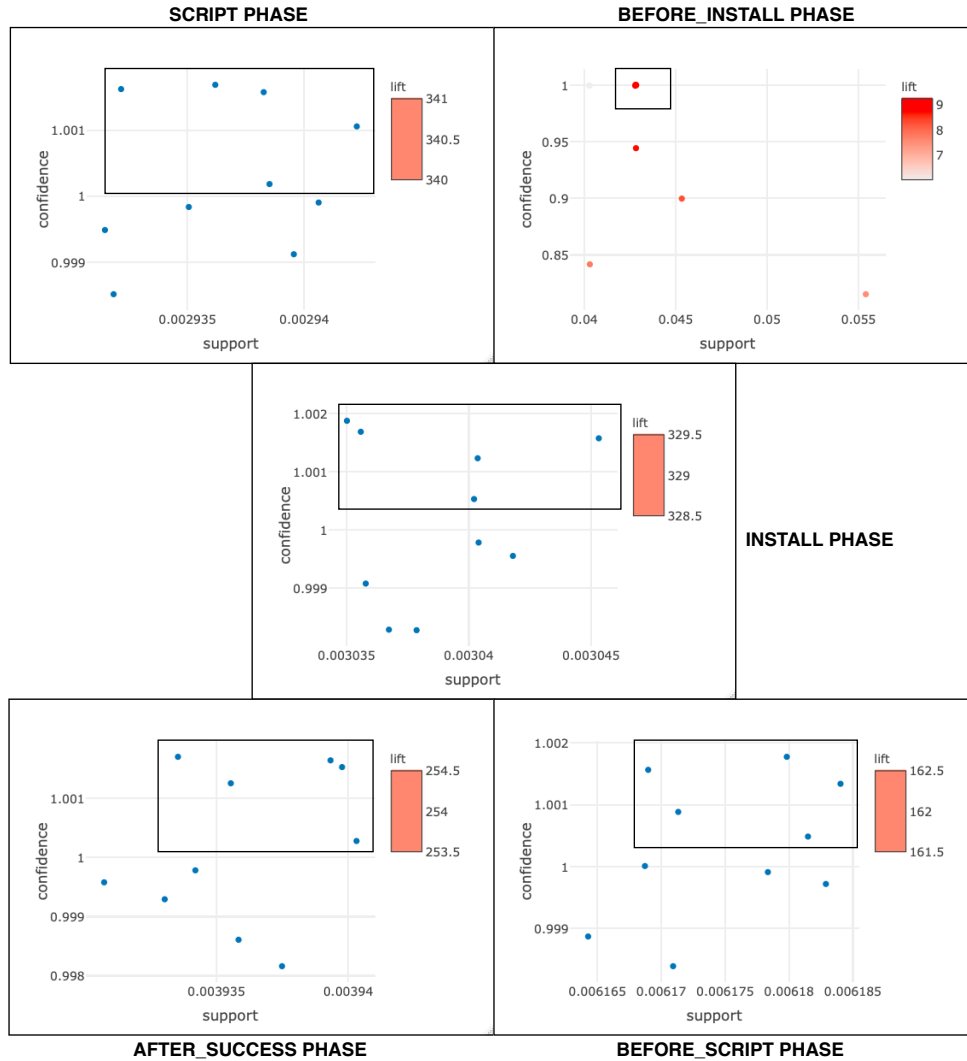 SCRIPT PHASE
BEFORE_INSTALL PHASE
lift
341
340.5
340
1.001
1
0.999
confidence
0.002935
0.00294
support
lift
9
8
7
1
0.95
0.9
0.85
confidence
0.04
0.045
0.05
0.055
support
lift
329.5
329
328.5
1.002
1.001
1
0.999
confidence
0.003035
0.00304
0.003045
support
INSTALL PHASE
lift
254.5
254
253.5
1.001
1
0.999
0.998
confidence
0.003935
0.00394
support
lift
162.5
162
161.5
1.002
1.001
1
0.999
confidence
0.006165
0.00617
0.006175
0.00618
0.006185
support
AFTER_SUCCESS PHASE
BEFORE_SCRIPT PHASE